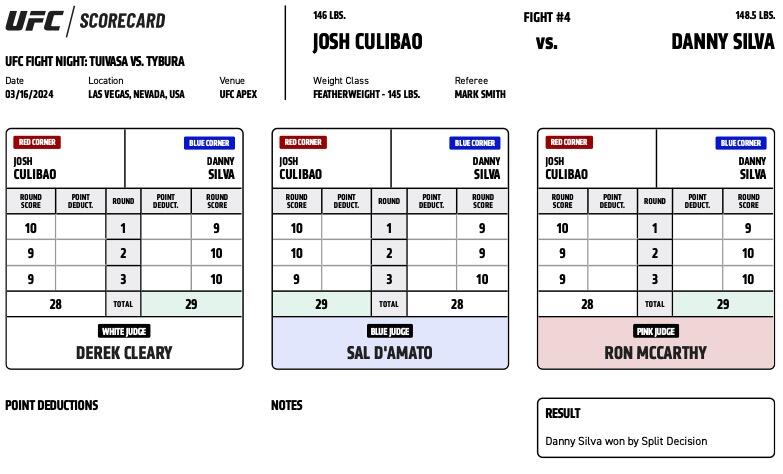 UFC SCORECARD
UFC FIGHT NIGHT: TUIVASA VS. TYBURA
Date Location Venue
03/16/2024 LAS VEGAS, NEVADA, USA UFC APEX
146 LBS. FIGHT #4 148.5 LBS.
JOSH CULIBAO VS. DANNY SILVA
Weight Class Referee
FEATHERWEIGHT - 145 LBS. MARK SMITH
RED CORNER BLUE CORNER
JOSH DANNY
CULIBAO SILVA
ROUND SCORE POINT DEDUCT. ROUND POINT DEDUCT. ROUND SCORE
10 1 9
9 2 10
9 3 10
28 TOTAL 29
WHITE JUDGE
DEREK CLEARY
RED CORNER BLUE CORNER
JOSH DANNY
CULIBAO SILVA
ROUND SCORE POINT DEDUCT. ROUND POINT DEDUCT. ROUND SCORE
10 1 9
10 2 9
9 3 10
29 TOTAL 28
BLUE JUDGE
SAL D'AMATO
RED CORNER BLUE CORNER
JOSH DANNY
CULIBAO SILVA
ROUND SCORE POINT DEDUCT. ROUND POINT DEDUCT. ROUND SCORE
10 1 9
9 2 10
9 3 10
28 TOTAL 29
PINK JUDGE
RON MCCARTHY
POINT DEDUCTIONS
NOTES
RESULT
Danny Silva won by Split Decision